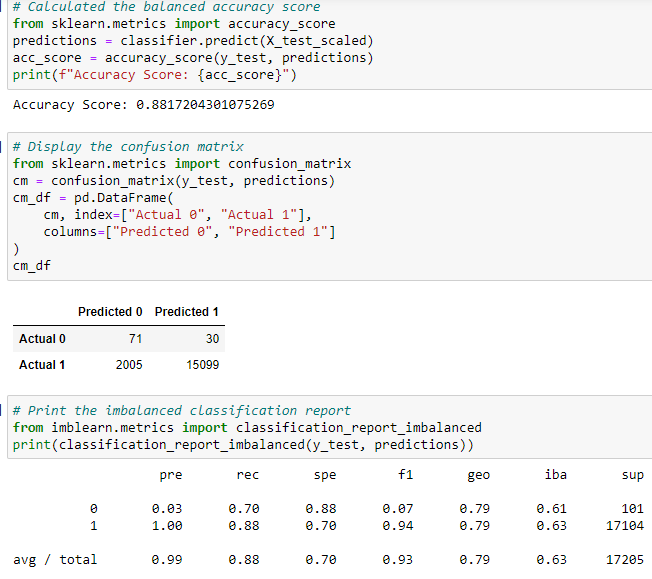 # Calculated the balanced accuracy score
from sklearn.metrics import accuracy_score
predictions = classifier.predict(X_test_scaled)
acc_score = accuracy_score(y_test, predictions)
print(f"Accuracy Score: {acc_score}")
Accuracy Score: 0.8817204301075269
# Display the confusion matrix
from sklearn.metrics import confusion_matrix
cm = confusion_matrix(y_test, predictions)
cm_df = pd.DataFrame(
    cm, index=["Actual 0", "Actual 1"],
    columns=["Predicted 0", "Predicted 1"]
)
cm_df
Predicted 0 Predicted 1
Actual 0 71 30
Actual 1 2005 15099
# Print the imbalanced classification report
from imblearn.metrics import classification_report_imbalanced
print(classification_report_imbalanced(y_test, predictions))
pre rec spe f1 geo iba sup
0 0.03 0.70 0.88 0.07 0.79 0.61 101
1 1.00 0.88 0.70 0.94 0.79 0.63 17104
avg / total 0.99 0.88 0.70 0.93 0.79 0.63 17205